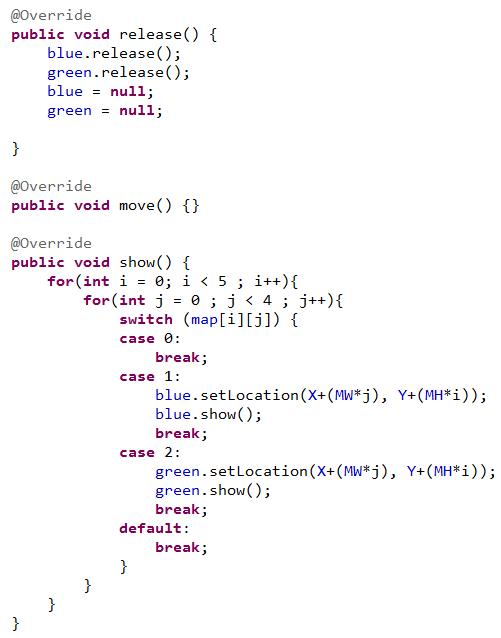 @Override
public void release() {
    blue.release();
    green.release();
    blue = null;
    green = null;

}

@Override
public void move() {}

@Override
public void show() {
    for(int i = 0; i < 5 ; i++){
        for(int j = 0 ; j < 4 ; j++){
            switch (map[i][j]) {
            case 0:
                break;
            case 1:
                blue.setLocation(X+(MW*j), Y+(MH*i));
                blue.show();
                break;
            case 2:
                green.setLocation(X+(MW*j), Y+(MH*i));
                green.show();
                break;
            default:
                break;
            }
        }
    }
}